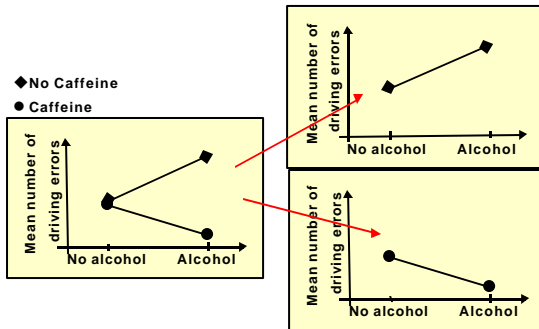 No Caffeine
Caffeine
Mean number of
driving errors
No alcohol Alcohol
Mean number of
driving errors
No alcohol Alcohol
Mean number of
driving errors
No alcohol Alcohol